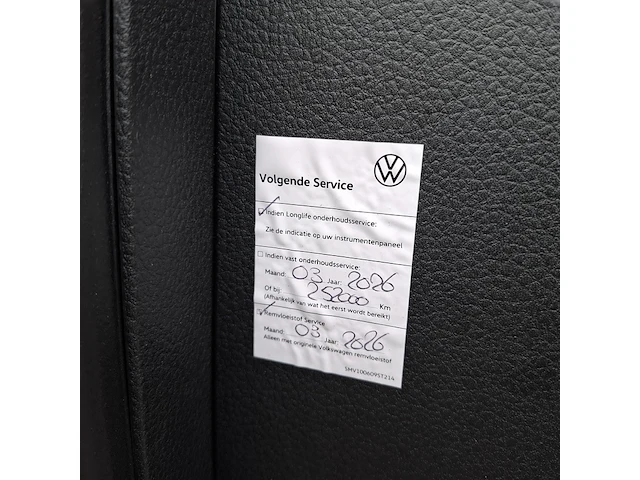 Volgende Service
Indien Longlife onderhoudsservice:
Zie de indicatie op uw instrumentenpaneel
Indien vast onderhoudsservice:
Maand: 03 Jaar: 2026
Of bij 252000 Km
(Afhankelijk van wat het eerst wordt bereikt)
Remvloeistof Service
Maand: 03 Jaar: 2026
Alleen met originele Volkswagen remvloeistof